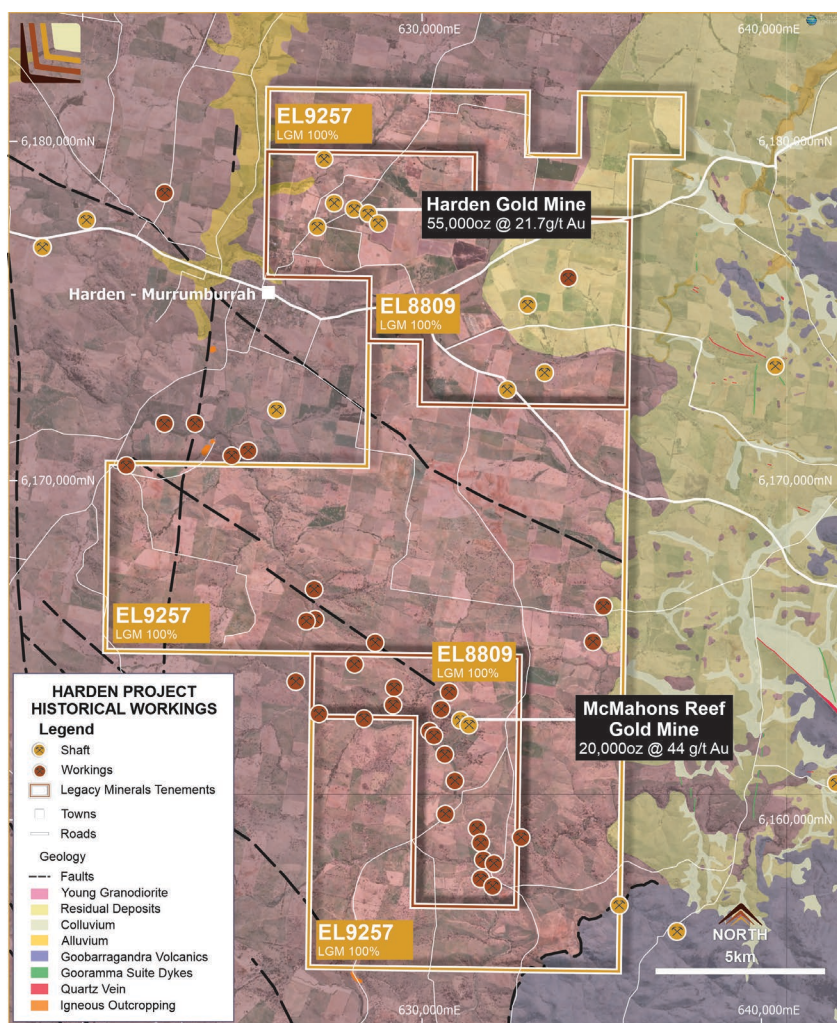 630,000mE
640,000mE
EL9257
LGM 100%
6,180,000mN
6,180,000mN
Harden Gold Mine
55,000oz @ 21.7g/t Au
Harden - Murrumburrah
EL8809
LGM 100%
6,170,000mN
6,170,000mN
EL9257
LGM 100%
EL8809
LGM 100%
McMahons Reef
Gold Mine
20,000oz @ 44 g/t Au
HARDEN PROJECT
HISTORICAL WORKINGS
Legend
Shaft
Workings
Legacy Minerals Tenements
Towns
Roads
Geology
Faults
Young Granodiorite
Residual Deposits
Colluvium
Alluvium
Goobarragandra Volcanics
Gooramma Suite Dykes
Quartz Vein
Igneous Outcropping
6,160,000mN
EL9257
LGM 100%
NORTH
5km
630,000mE
640,000mE